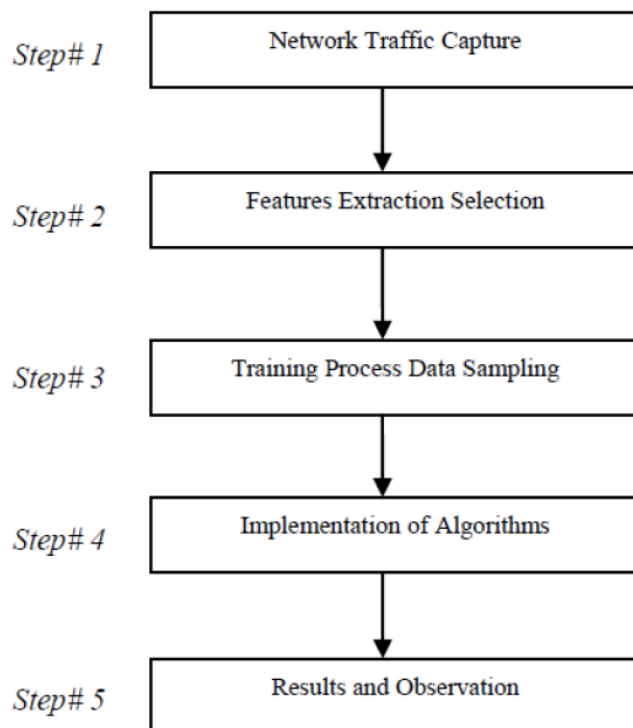 Step# 1
Network Traffic Capture
Step# 2
Features Extraction Selection
Step# 3
Training Process Data Sampling
Step# 4
Implementation of Algorithms
Step# 5
Results and Observation